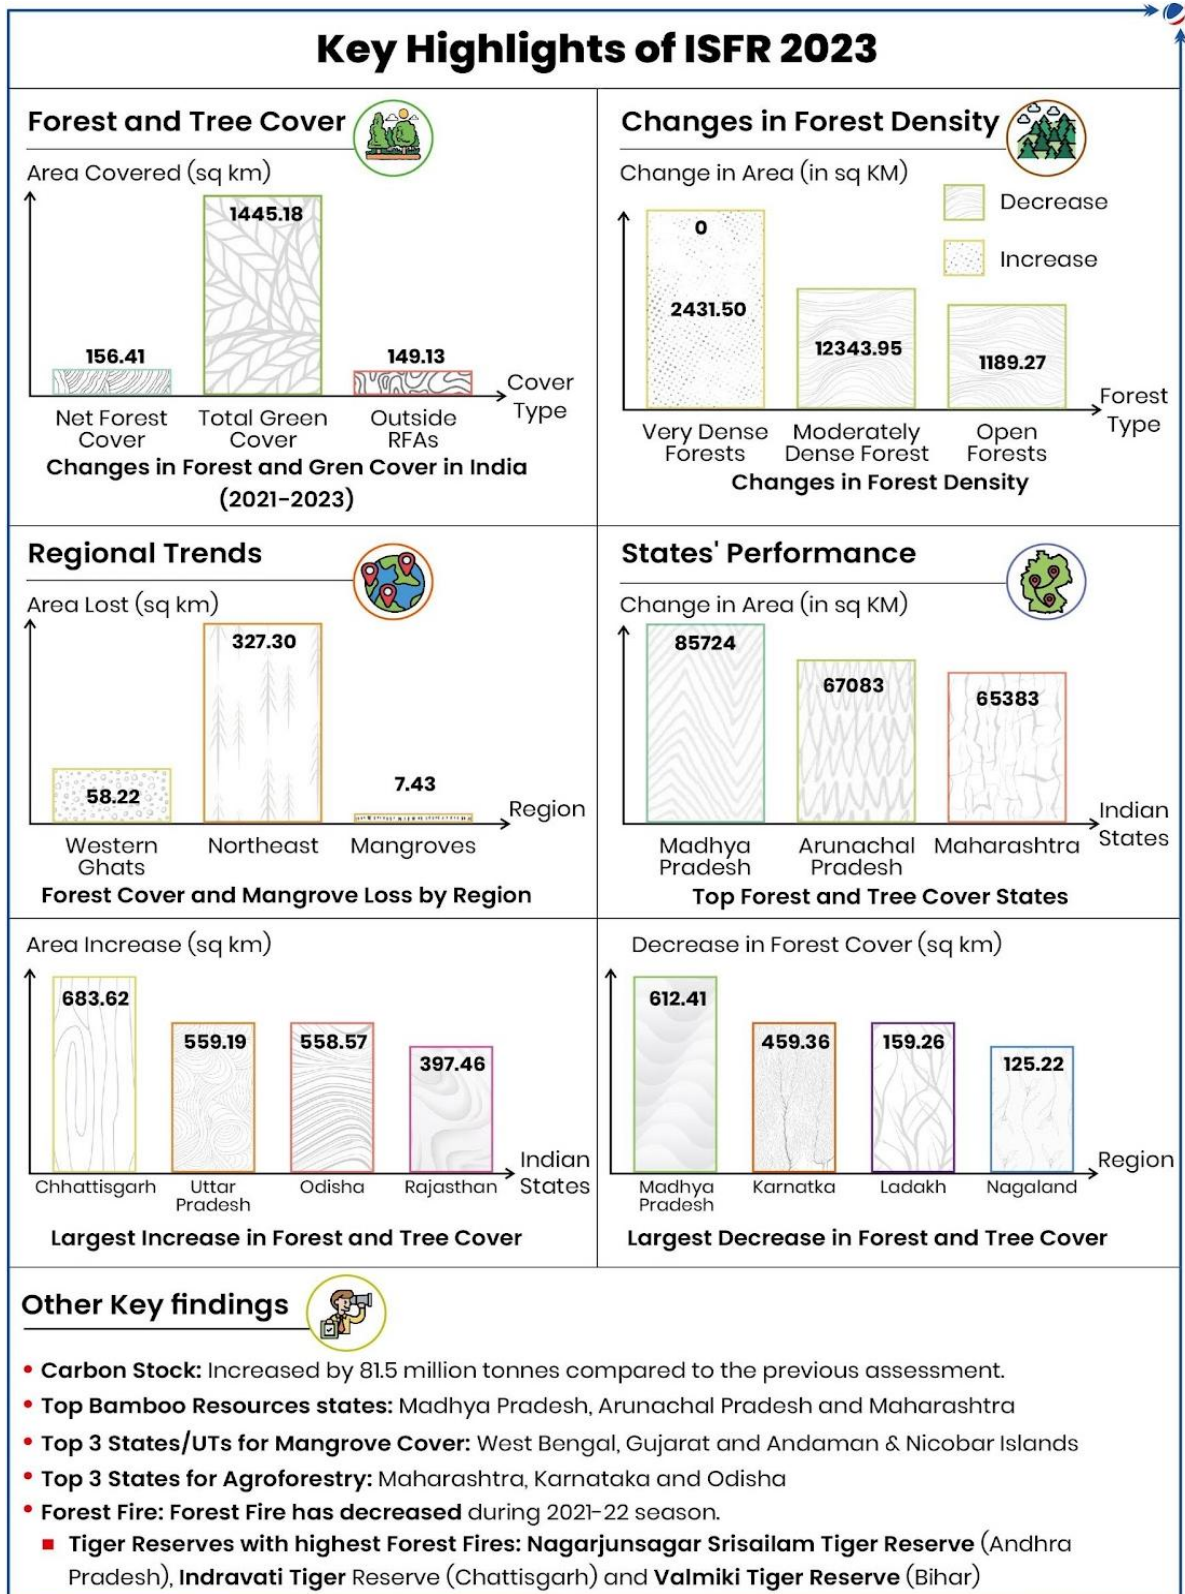 Key Highlights of ISFR 2023
Forest and Tree Cover
Area Covered (sq km)
1445.18
156.41
149.13
Cover
Type
Net Forest
Cover
Total Green
Cover
Outside
RFAs
Changes in Forest and Gren Cover in India
(2021-2023)
Changes in Forest Density
Change in Area (in sq KM)
Decrease
Increase
0
2431.50
12343.95
1189.27
Forest
Type
Very Dense
Forests
Moderately
Dense Forest
Open
Forests
Changes in Forest Density
Regional Trends
Area Lost (sq km)
327.30
58.22
7.43
Region
Western
Ghats
Northeast
Mangroves
Forest Cover and Mangrove Loss by Region
States' Performance
Change in Area (in sq KM)
85724
67083
65383
Indian
States
Madhya
Pradesh
Arunachal
Pradesh
Maharashtra
Top Forest and Tree Cover States
Area Increase (sq km)
683.62
559.19
558.57
397.46
Indian
States
Chhattisgarh
Uttar
Pradesh
Odisha
Rajasthan
Largest Increase in Forest and Tree Cover
Decrease in Forest Cover (sq km)
612.41
459.36
159.26
125.22
Region
Madhya
Pradesh
Karnatka
Ladakh
Nagaland
Largest Decrease in Forest and Tree Cover
Other Key findings
• Carbon Stock: Increased by 81.5 million tonnes compared to the previous assessment.
• Top Bamboo Resources states: Madhya Pradesh, Arunachal Pradesh and Maharashtra
• Top 3 States/UTs for Mangrove Cover: West Bengal, Gujarat and Andaman & Nicobar Islands
• Top 3 States for Agroforestry: Maharashtra, Karnataka and Odisha
• Forest Fire: Forest Fire has decreased during 2021-22 season.
■ Tiger Reserves with highest Forest Fires: Nagarjunsagar Srisailam Tiger Reserve (Andhra
Pradesh), Indravati Tiger Reserve (Chattisgarh) and Valmiki Tiger Reserve (Bihar)